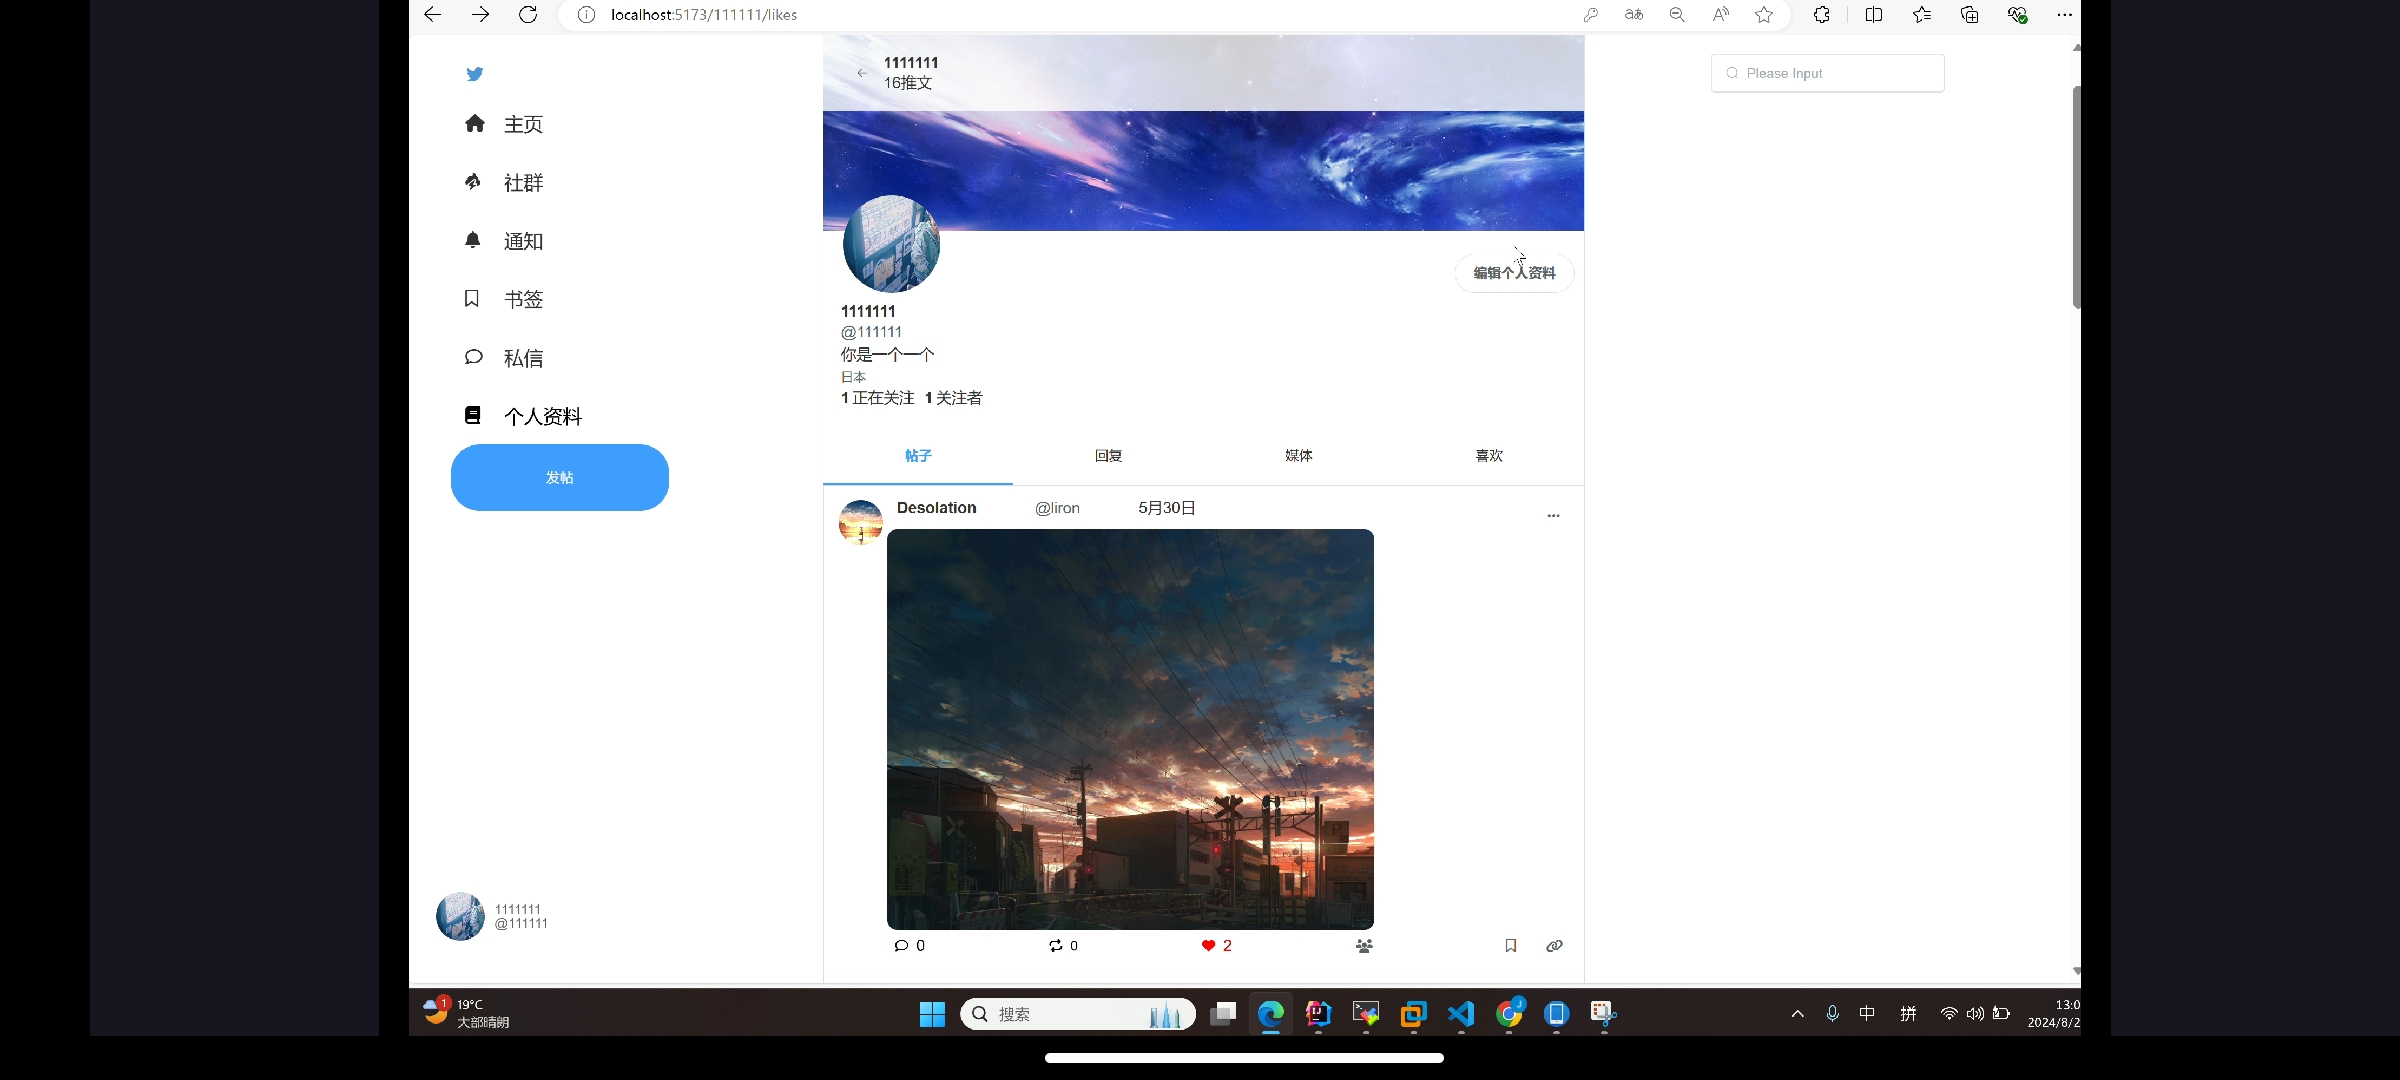 localhost:5173/111111/likes
aあ
1111111
16推文
Please Input
主页
社群
通知
书签
私信
个人资料
发帖
编辑个人资料
1111111
@111111
你是一个一个
日本
1 正在关注 1 关注者
帖子 回复 媒体 喜欢
Desolation @liron 5月30日
0 0 2
1111111
@111111
1
19°C
大部晴朗
搜索
中
拼
13:0
2024/8/2